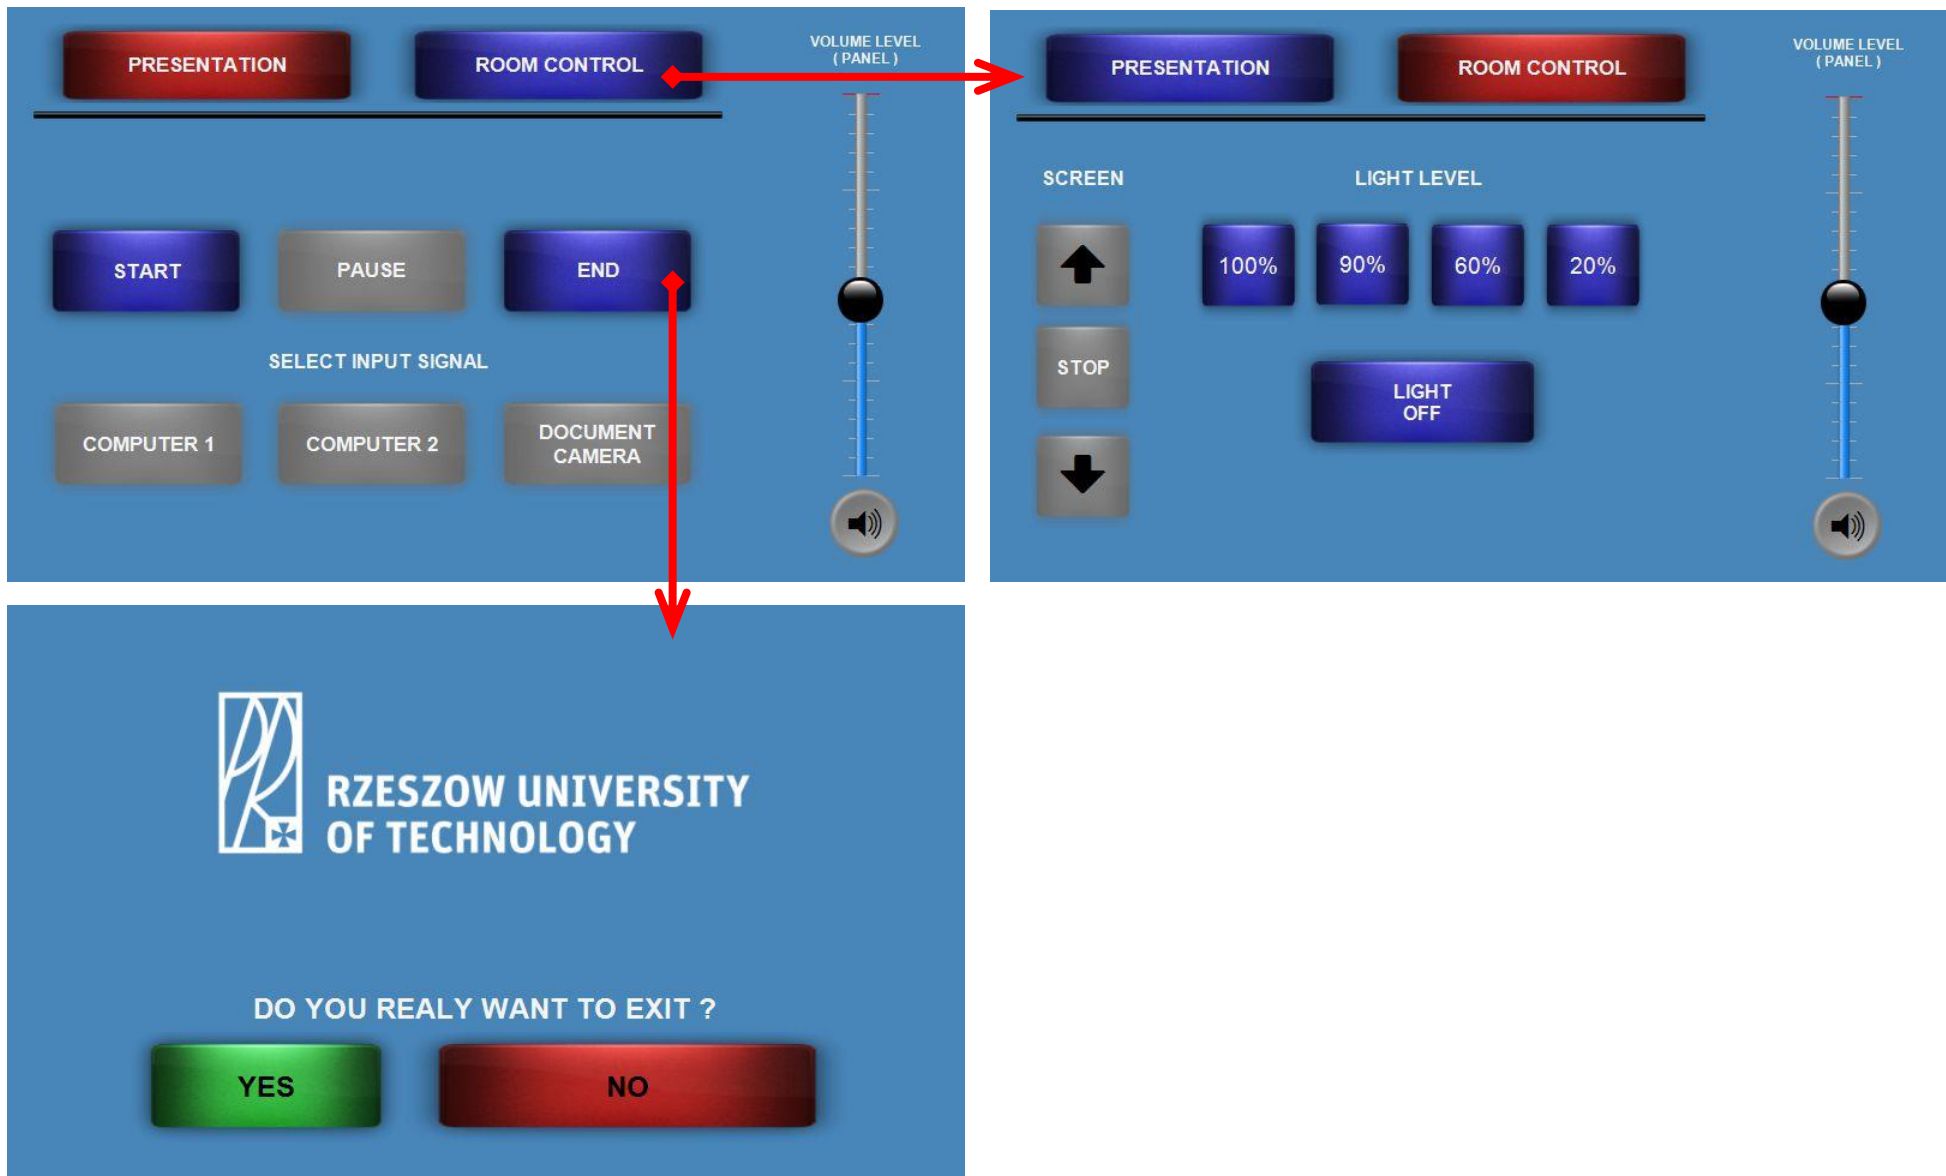 PRESENTATION
ROOM CONTROL
VOLUME LEVEL
( PANEL )
START
PAUSE
END
SELECT INPUT SIGNAL
COMPUTER 1
COMPUTER 2
DOCUMENT
CAMERA
PRESENTATION
ROOM CONTROL
VOLUME LEVEL
( PANEL )
SCREEN
LIGHT LEVEL
100%
90%
60%
20%
STOP
LIGHT
OFF
RZESZOW UNIVERSITY
OF TECHNOLOGY
DO YOU REALY WANT TO EXIT ?
YES
NO